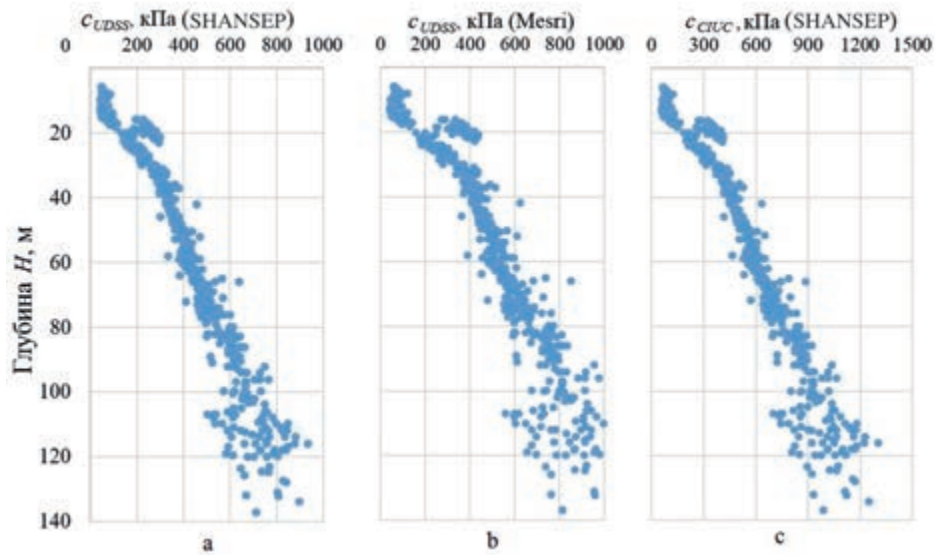 c_UDSS, кПа (SHANSEP)
0 200 400 600 800 1000
c_UDSS, кПа (Mesri)
0 200 400 600 800 1000
c_CIUC, кПа (SHANSEP)
0 300 600 900 1200 1500
Глубина H, м
20
40
60
80
100
120
140
a
b
c